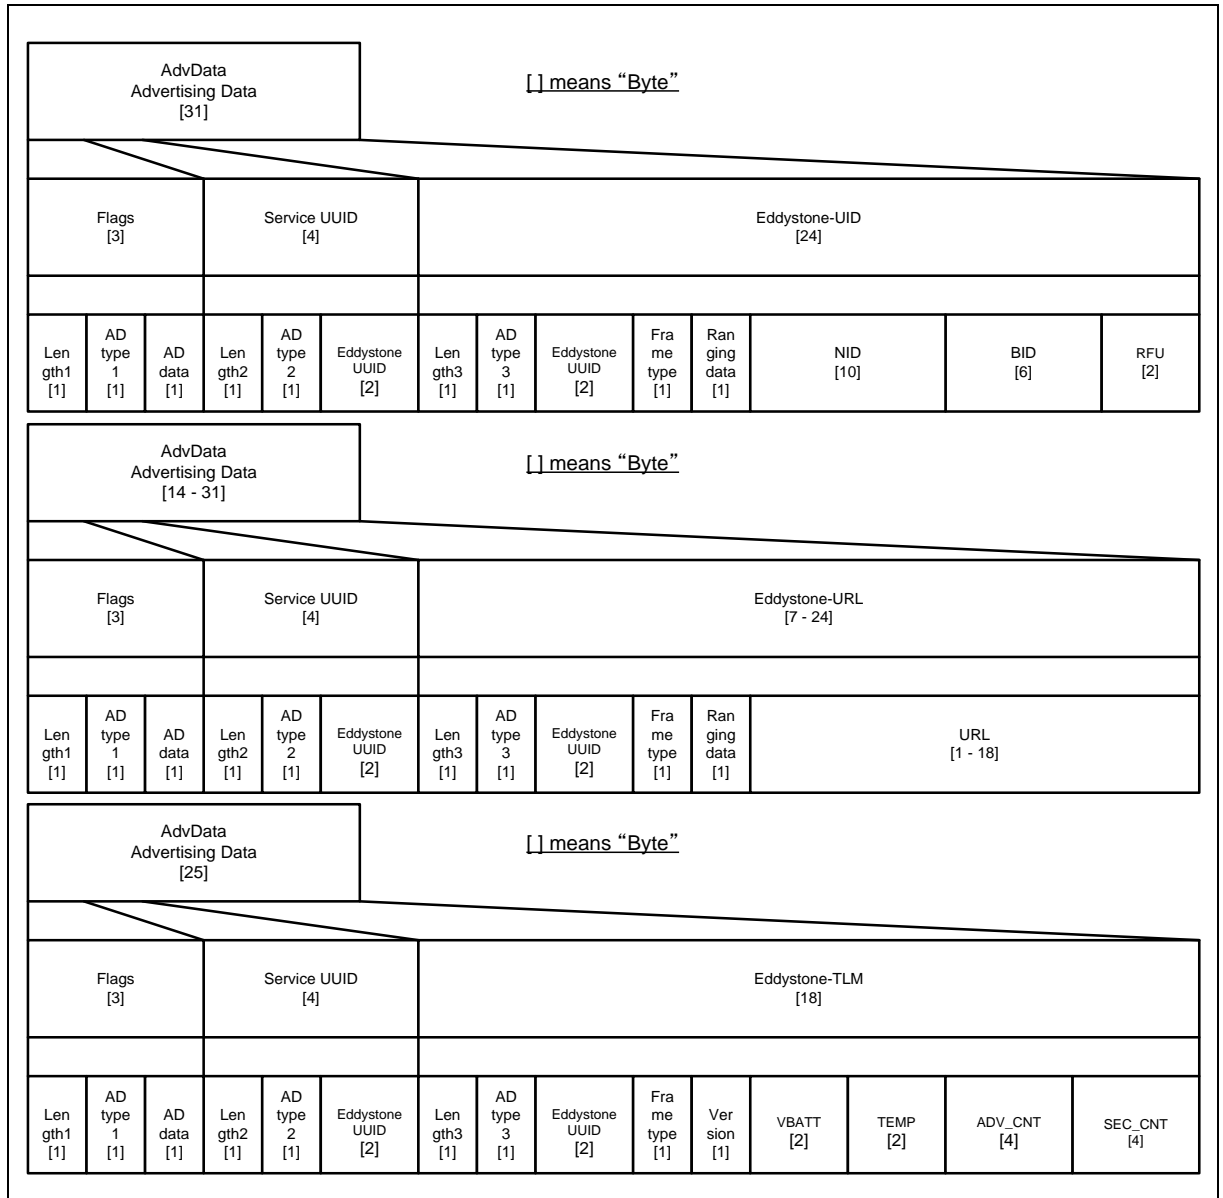 AdvData
Advertising Data
[31]
[ ] means “Byte”
Flags
[3]
Service UUID
[4]
Eddystone-UID
[24]
Len
gth1
[1]
AD
type
1
[1]
AD
data
[1]
Len
gth2
[1]
AD
type
2
[1]
Eddystone
UUID
[2]
Len
gth3
[1]
AD
type
3
[1]
Eddystone
UUID
[2]
Fra
me
type
[1]
Ran
ging
data
[1]
NID
[10]
BID
[6]
RFU
[2]
AdvData
Advertising Data
[14 - 31]
[ ] means “Byte”
Flags
[3]
Service UUID
[4]
Eddystone-URL
[7 - 24]
Len
gth1
[1]
AD
type
1
[1]
AD
data
[1]
Len
gth2
[1]
AD
type
2
[1]
Eddystone
UUID
[2]
Len
gth3
[1]
AD
type
3
[1]
Eddystone
UUID
[2]
Fra
me
type
[1]
Ran
ging
data
[1]
URL
[1 - 18]
AdvData
Advertising Data
[25]
[ ] means “Byte”
Flags
[3]
Service UUID
[4]
Eddystone-TLM
[18]
Len
gth1
[1]
AD
type
1
[1]
AD
data
[1]
Len
gth2
[1]
AD
type
2
[1]
Eddystone
UUID
[2]
Len
gth3
[1]
AD
type
3
[1]
Eddystone
UUID
[2]
Fra
me
type
[1]
Ver
sion
[1]
VBATT
[2]
TEMP
[2]
ADV_CNT
[4]
SEC_CNT
[4]